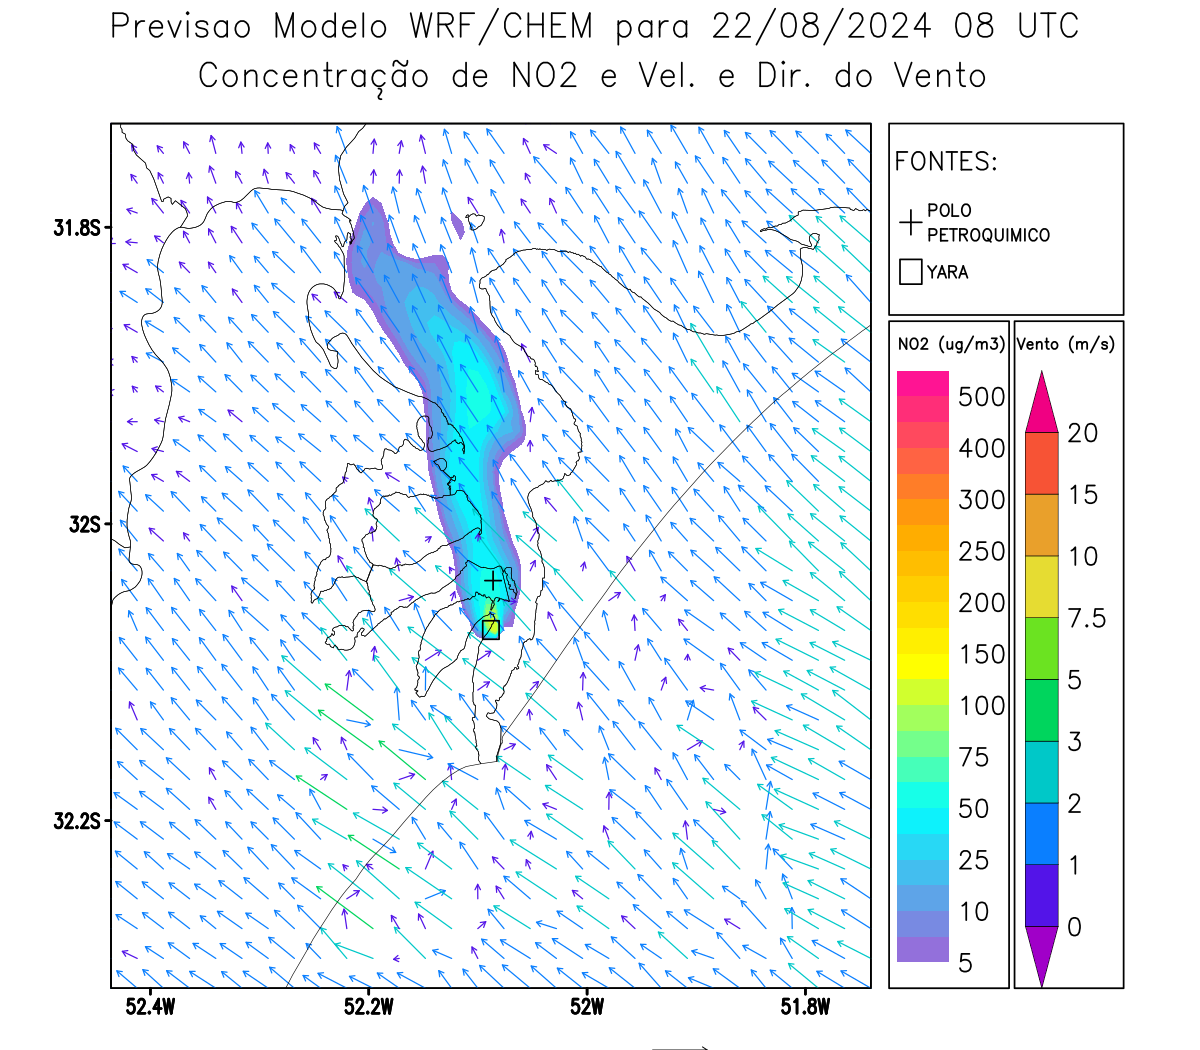 Previsao Modelo WRF/CHEM para 22/08/2024 08 UTC
Concentração de NO2 e Vel. e Dir. do Vento
FONTES:
POLO
PETROQUIMICO
YARA
NO2 (ug/m3)
500
400
300
250
200
150
100
75
50
25
10
5
Vento (m/s)
20
15
10
7.5
5
3
2
1
0
31.8S
32S
32.2S
52.4W
52.2W
52W
51.8W